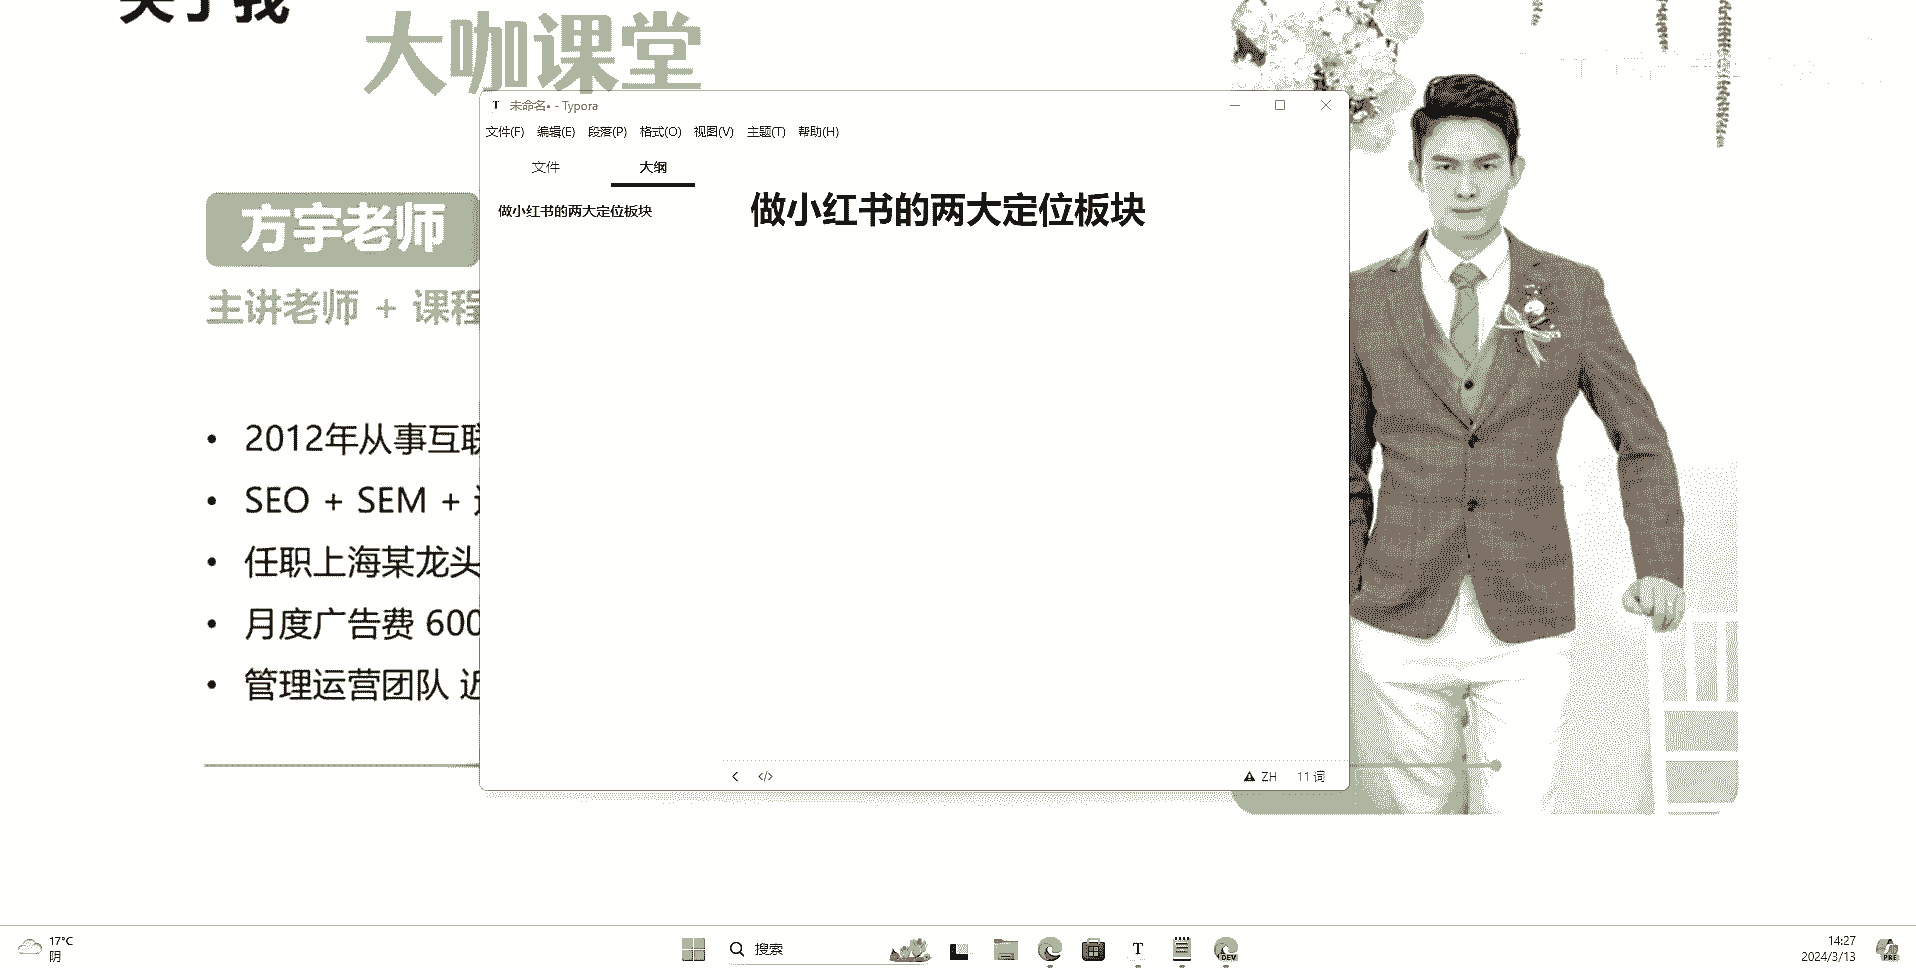 关于我
大咖课堂
未命名• - Typora
文件(F) 编辑(E) 段落(P) 格式(O) 视图(V) 主题(T) 帮助(H)
文件 大纲
做小红书的两大定位板块
做小红书的两大定位板块
方宇老师
主讲老师 + 课程
• 2012年从事互联
• SEO + SEM +
• 任职上海某龙头
• 月度广告费 600
• 管理运营团队 近
</> ZH 11 词
17°C
阴
搜索
DEV
14:27
2024/3/13
PRE